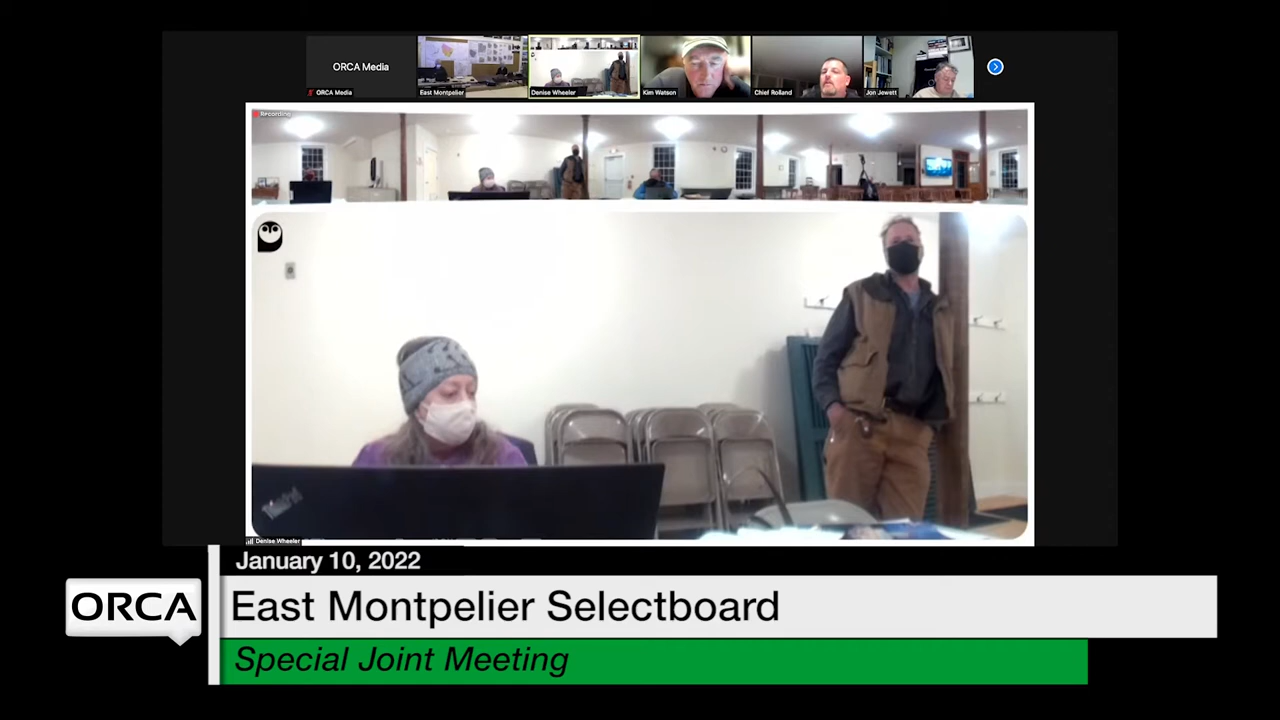 ORCA Media
ORCA Media
East Montpelier
Denise Wheeler
Kim Watson
Chief Rolland
Jon Jewett
Recording
ThinkPad
Denise Wheeler
January 10, 2022
ORCA
East Montpelier Selectboard
Special Joint Meeting